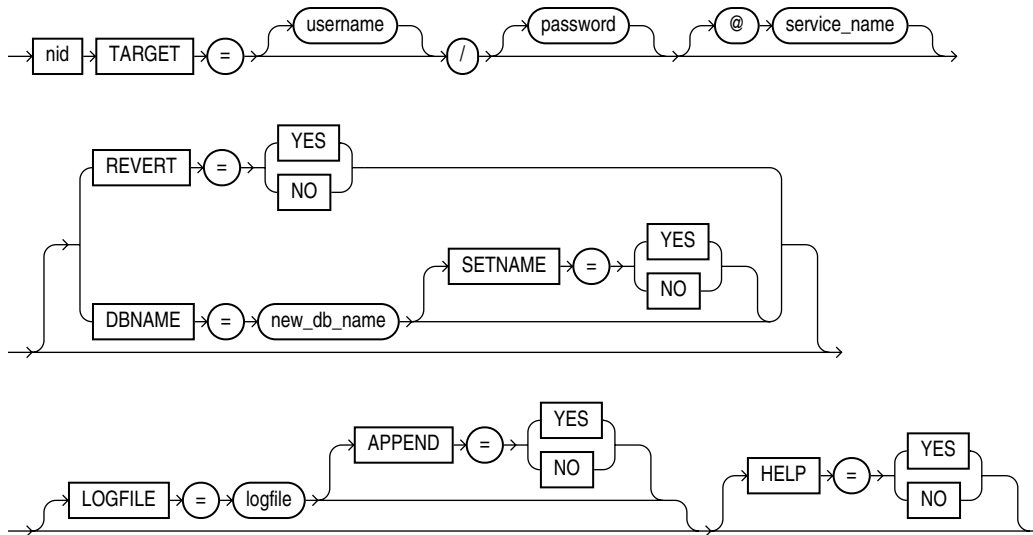 nid TARGET = username / password @ service_name
REVERT = YES
NO
DBNAME = new_db_name SETNAME = YES
NO
LOGFILE = logfile APPEND = YES
NO
HELP = YES
NO